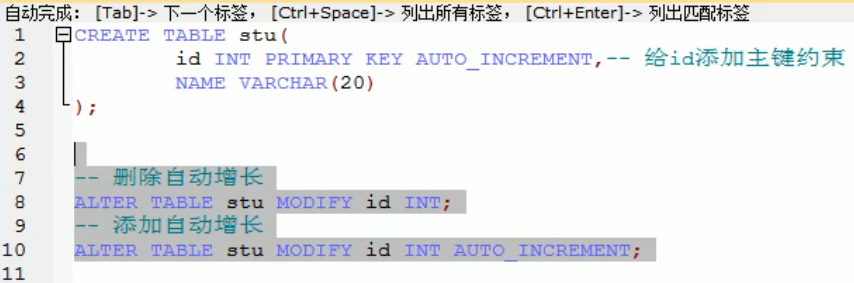 自动完成: [Tab]-> 下一个标签, [Ctrl+Space]-> 列出所有标签, [Ctrl+Enter]-> 列出匹配标签
1 CREATE TABLE stu(
2 id INT PRIMARY KEY AUTO_INCREMENT,-- 给id添加主键约束
3 NAME VARCHAR(20)
4 );
5
6
7 -- 删除自动增长
8 ALTER TABLE stu MODIFY id INT;
9 -- 添加自动增长
10 ALTER TABLE stu MODIFY id INT AUTO_INCREMENT;
11